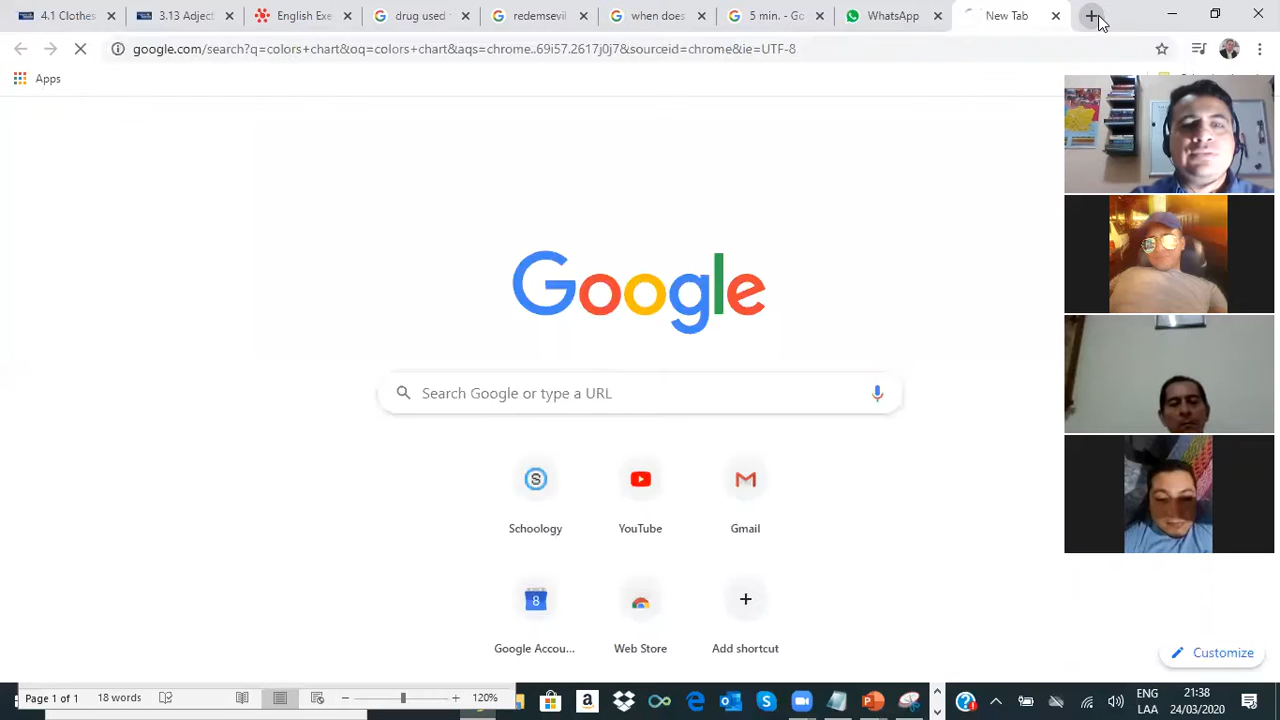 4.1 Clothes
3.13 Adject
English Exe
drug used
redemsevil
when does
5 min. - Go
WhatsApp
New Tab
google.com/search?q=colors+chart&oq=colors+chart&aqs=chrome..69i57.2617j0j7&sourceid=chrome&ie=UTF-8
Apps
Google
Search Google or type a URL
Schoology
YouTube
Gmail
8
Google Accou...
Web Store
Add shortcut
Customize
Page 1 of 1
18 words
120%
ENG
LAA
21:38
24/03/2020